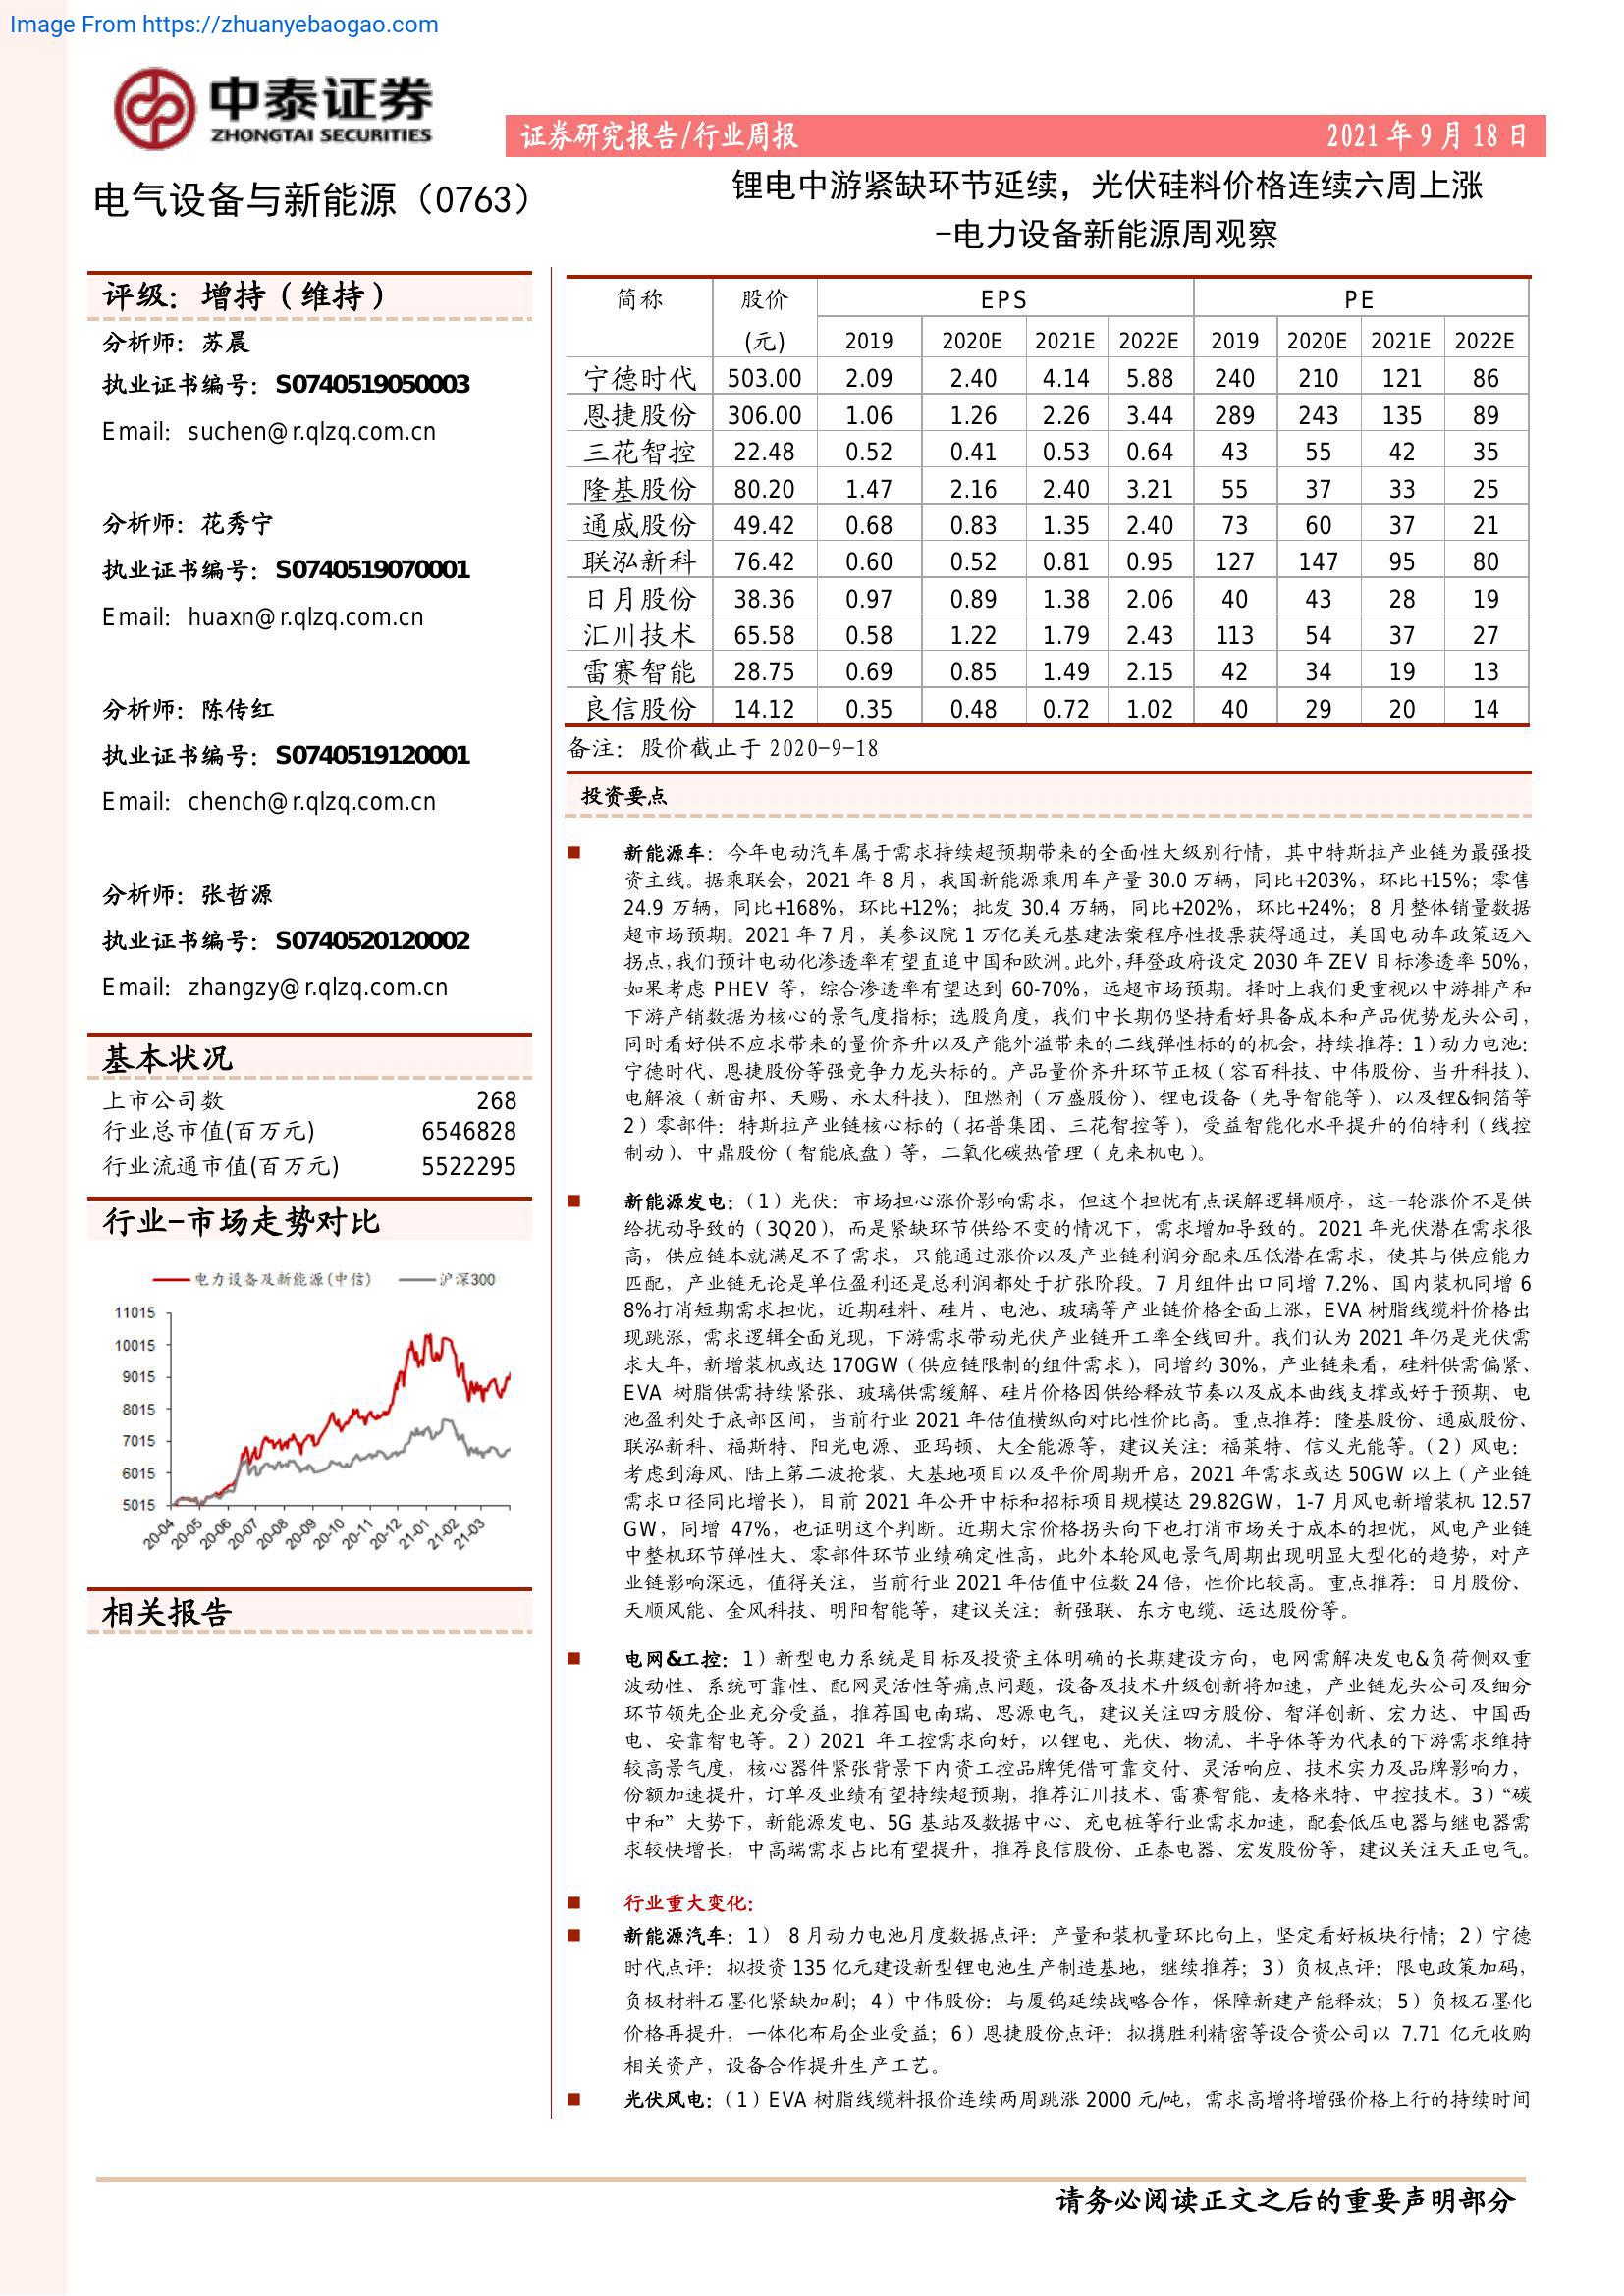 Image From https://zhuanyebaogao.com
中泰证券
ZHONGTAI SECURITIES
证券研究报告/行业周报
2021 年 9 月 18 日
电气设备与新能源（0763）
锂电中游紧缺环节延续，光伏硅料价格连续六周上涨
-电力设备新能源周观察
评级：增持（维持）
分析师：苏晨
执业证书编号：S0740519050003
Email: suchen@r.qlzq.com.cn
分析师：花秀宁
执业证书编号：S0740519070001
Email: huaxn@r.qlzq.com.cn
分析师：陈传红
执业证书编号：S0740519120001
Email: chench@r.qlzq.com.cn
分析师：张哲源
执业证书编号：S0740520120002
Email: zhangzy@r.qlzq.com.cn
基本状况
上市公司数 268
行业总市值(百万元) 6546828
行业流通市值(百万元) 5522295
行业-市场走势对比
电力设备及新能源(中信) 沪深300
11015
10015
9015
8015
7015
6015
5015
20-04 20-05 20-06 20-07 20-08 20-09 20-10 20-11 20-12 21-01 21-02 21-03
相关报告
简称 股价 EPS PE
(元) 2019 2020E 2021E 2022E 2019 2020E 2021E 2022E
宁德时代 503.00 2.09 2.40 4.14 5.88 240 210 121 86
恩捷股份 306.00 1.06 1.26 2.26 3.44 289 243 135 89
三花智控 22.48 0.52 0.41 0.53 0.64 43 55 42 35
隆基股份 80.20 1.47 2.16 2.40 3.21 55 37 33 25
通威股份 49.42 0.68 0.83 1.35 2.40 73 60 37 21
联泓新科 76.42 0.60 0.52 0.81 0.95 127 147 95 80
日月股份 38.36 0.97 0.89 1.38 2.06 40 43 28 19
汇川技术 65.58 0.58 1.22 1.79 2.43 113 54 37 27
雷赛智能 28.75 0.69 0.85 1.49 2.15 42 34 19 13
良信股份 14.12 0.35 0.48 0.72 1.02 40 29 20 14
备注：股价截止于 2020-9-18
投资要点
■ 新能源车：今年电动汽车属于需求持续超预期带来的全面性大级别行情，其中特斯拉产业链为最强投
资主线。据乘联会，2021 年 8 月，我国新能源乘用车产量 30.0 万辆，同比+203%，环比+15%；零售
24.9 万辆，同比+168%，环比+12%；批发 30.4 万辆，同比+202%，环比+24%；8 月整体销量数据
超市场预期。2021 年 7 月，美参议院 1 万亿美元基建法案程序性投票获得通过，美国电动车政策迈入
拐点，我们预计电动化渗透率有望直追中国和欧洲。此外，拜登政府设定 2030 年 ZEV 目标渗透率 50%，
如果考虑 PHEV 等，综合渗透率有望达到 60-70%，远超市场预期。择时上我们更重视以中游排产和
下游产销数据为核心的景气度指标；选股角度，我们中长期仍坚持看好具备成本和产品优势龙头公司，
同时看好供不应求带来的量价齐升以及产能外溢带来的二线弹性标的的机会，持续推荐：1）动力电池：
宁德时代、恩捷股份等强竞争力龙头标的。产品量价齐升环节正极（容百科技、中伟股份、当升科技）、
电解液（新宙邦、天赐、永太科技）、阻燃剂（万盛股份）、锂电设备（先导智能等）、以及锂&铜箔等
2）零部件：特斯拉产业链核心标的（拓普集团、三花智控等），受益智能化水平提升的伯特利（线控
制动）、中鼎股份（智能底盘）等，二氧化碳热管理（克来机电）。
■ 新能源发电：（1）光伏：市场担心涨价影响需求，但这个担忧有点误解逻辑顺序，这一轮涨价不是供
给扰动导致的（3Q20），而是紧缺环节供给不变的情况下，需求增加导致的。2021 年光伏潜在需求很
高，供应链本就满足不了需求，只能通过涨价以及产业链利润分配来压低潜在需求，使其与供应能力
匹配，产业链无论是单位盈利还是总利润都处于扩张阶段。7 月组件出口同增 7.2%、国内装机同增 6
8%打消短期需求担忧，近期硅料、硅片、电池、玻璃等产业链价格全面上涨，EVA 树脂线缆料价格出
现跳涨，需求逻辑全面兑现，下游需求带动光伏产业链开工率全线回升。我们认为 2021 年仍是光伏需
求大年，新增装机或达 170GW（供应链限制的组件需求），同增约 30%，产业链来看，硅料供需偏紧、
EVA 树脂供需持续紧张、玻璃供需缓解、硅片价格因供给释放节奏以及成本曲线支撑或好于预期、电
池盈利处于底部区间，当前行业 2021 年估值横纵向对比性价比高。重点推荐：隆基股份、通威股份、
联泓新科、福斯特、阳光电源、亚玛顿、大全能源等，建议关注：福莱特、信义光能等。（2）风电：
考虑到海风、陆上第二波抢装、大基地项目以及平价周期开启，2021 年需求或达 50GW 以上（产业链
需求口径同比增长），目前 2021 年公开中标和招标项目规模达 29.82GW，1-7 月风电新增装机 12.57
GW，同增 47%，也证明这个判断。近期大宗价格拐头向下也打消市场关于成本的担忧，风电产业链
中整机环节弹性大、零部件环节业绩确定性高，此外本轮风电景气周期出现明显大型化的趋势，对产
业链影响深远，值得关注，当前行业 2021 年估值中位数 24 倍，性价比较高。重点推荐：日月股份、
天顺风能、金风科技、明阳智能等，建议关注：新强联、东方电缆、运达股份等。
■ 电网&工控：1）新型电力系统是目标及投资主体明确的长期建设方向，电网需解决发电&负荷侧双重
波动性、系统可靠性、配网灵活性等痛点问题，设备及技术升级创新将加速，产业链龙头公司及细分
环节领先企业充分受益，推荐国电南瑞、思源电气，建议关注四方股份、智洋创新、宏力达、中国西
电、安靠智电等。2）2021 年工控需求向好，以锂电、光伏、物流、半导体等为代表的下游需求维持
较高景气度，核心器件紧张背景下内资工控品牌凭借可靠交付、灵活响应、技术实力及品牌影响力，
份额加速提升，订单及业绩有望持续超预期，推荐汇川技术、雷赛智能、麦格米特、中控技术。3）“碳
中和”大势下，新能源发电、5G 基站及数据中心、充电桩等行业需求加速，配套低压电器与继电器需
求较快增长，中高端需求占比有望提升，推荐良信股份、正泰电器、宏发股份等，建议关注天正电气。
■ 行业重大变化：
■ 新能源汽车：1） 8 月动力电池月度数据点评：产量和装机量环比向上，坚定看好板块行情；2）宁德
时代点评：拟投资 135 亿元建设新型锂电池生产制造基地，继续推荐；3）负极点评：限电政策加码，
负极材料石墨化紧缺加剧；4）中伟股份：与厦钨延续战略合作，保障新建产能释放；5）负极石墨化
价格再提升，一体化布局企业受益；6）恩捷股份点评：拟携胜利精密等设合资公司以 7.71 亿元收购
相关资产，设备合作提升生产工艺。
■ 光伏风电：（1）EVA 树脂线缆料报价连续两周跳涨 2000 元/吨，需求高增将增强价格上行的持续时间
请务必阅读正文之后的重要声明部分